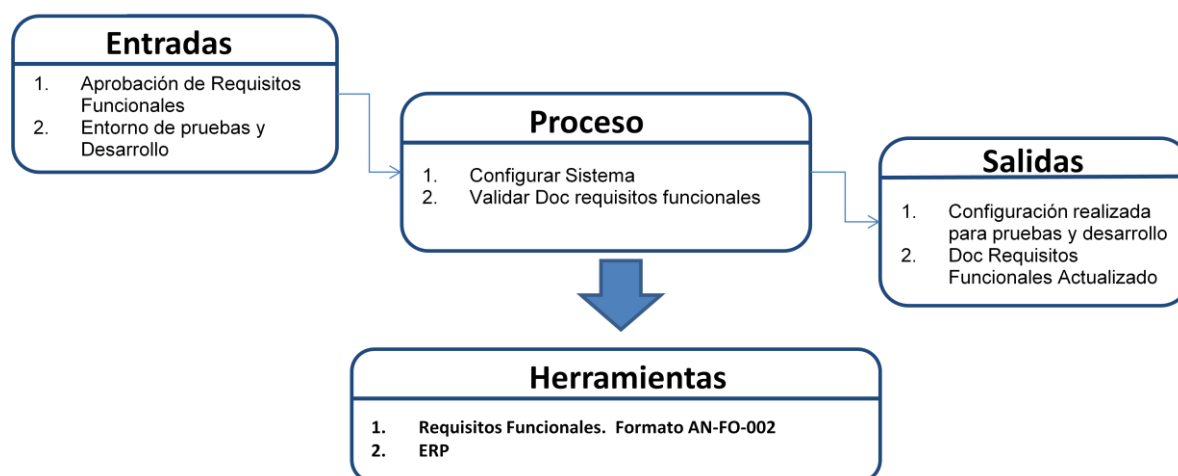 Entradas
1. Aprobación de Requisitos
Funcionales
2. Entorno de pruebas y
Desarrollo
Proceso
1. Configurar Sistema
2. Validar Doc requisitos funcionales
Salidas
1. Configuración realizada
para pruebas y desarrollo
2. Doc Requisitos
Funcionales Actualizado
Herramientas
1. Requisitos Funcionales. Formato AN-FO-002
2. ERP